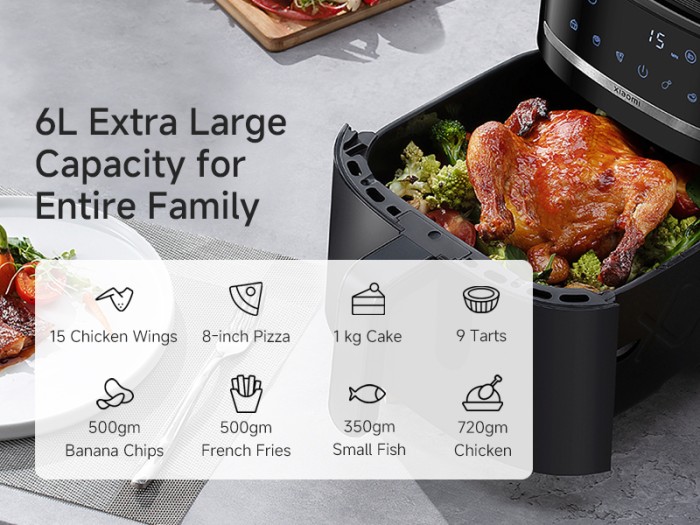 6L Extra Large
Capacity for
Entire Family
15
xiaomi
15 Chicken Wings
8-inch Pizza
1 kg Cake
9 Tarts
500gm
Banana Chips
500gm
French Fries
350gm
Small Fish
720gm
Chicken